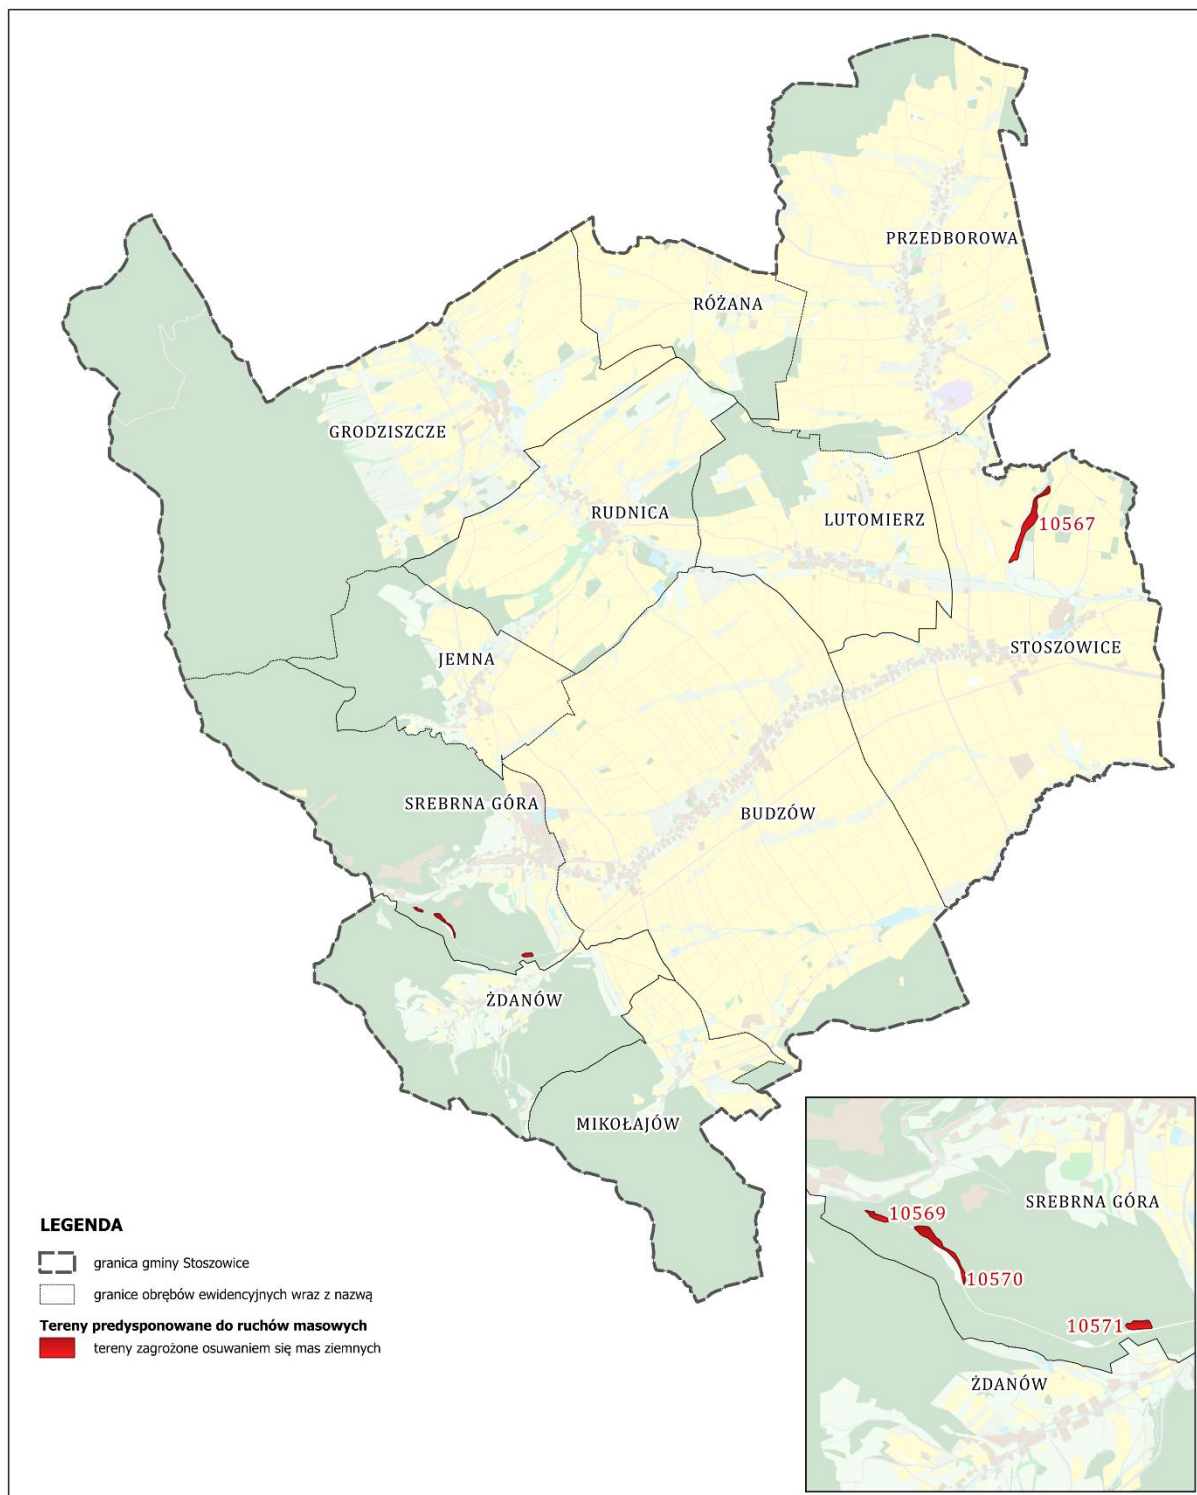 PRZEDBOROWA
RÓŻANA
GRODZISZCZE
RUDNICA
LUTOMIERZ
10567
STOSZOWICE
JEMNA
SREBRNA GÓRA
BUDZÓW
ŻDANÓW
MIKOŁAJÓW
SREBRNA GÓRA
10569
10570
10571
ŻDANÓW
LEGENDA
granica gminy Stoszowice
granice obrębów ewidencyjnych wraz z nazwą
Tereny predysponowane do ruchów masowych
tereny zagrożone osuwaniem się mas ziemnych